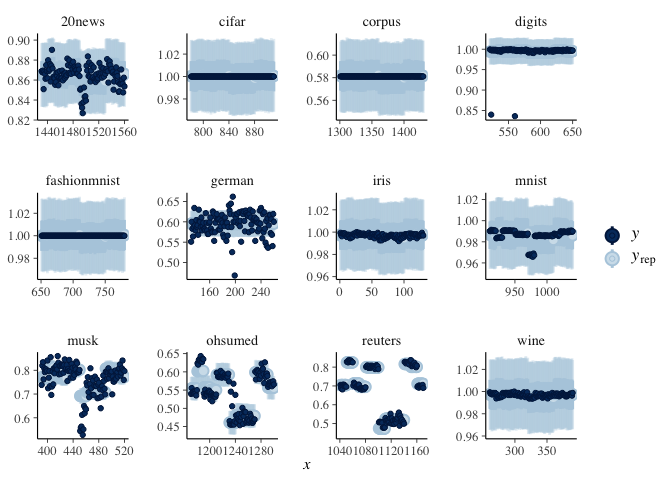 20news cifar corpus digits
0.90 0.88 0.86 0.84 0.82
1.02 1.00 0.98
0.60 0.58 0.56
1.00 0.95 0.90 0.85
1440 1480 1520 1560
800 840 880
1300 1350 1400
550 600 650
fashionmnist german iris mnist
1.02 1.00 0.98
0.65 0.60 0.55 0.50
1.02 1.00 0.98 0.96
1.02 1.00 0.98 0.96
650 700 750
160 200 240
0 50 100
950 1000
y
y rep
musk ohsumed reuters wine
0.8 0.7 0.6
0.65 0.60 0.55 0.50 0.45 0.40
0.8 0.7 0.6 0.5
1.02 1.00 0.98 0.96
400 440 480 520
1200 1240 1280
1040 1080 1120 1160
300 350
x